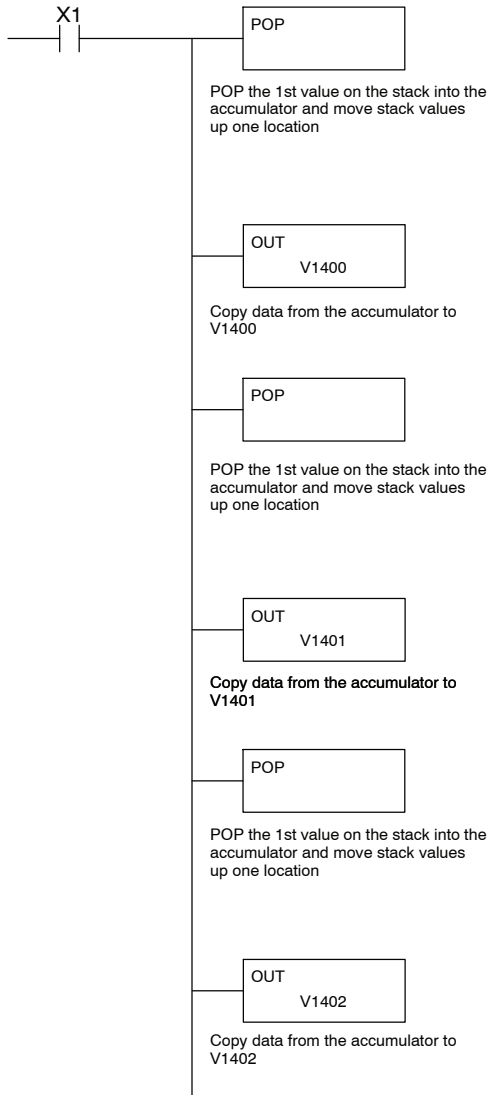 X1
POP
POP the 1st value on the stack into the
accumulator and move stack values
up one location
OUT
V1400
Copy data from the accumulator to
V1400
POP
POP the 1st value on the stack into the
accumulator and move stack values
up one location
OUT
V1401
Copy data from the accumulator to
V1401
POP
POP the 1st value on the stack into the
accumulator and move stack values
up one location
OUT
V1402
Copy data from the accumulator to
V1402